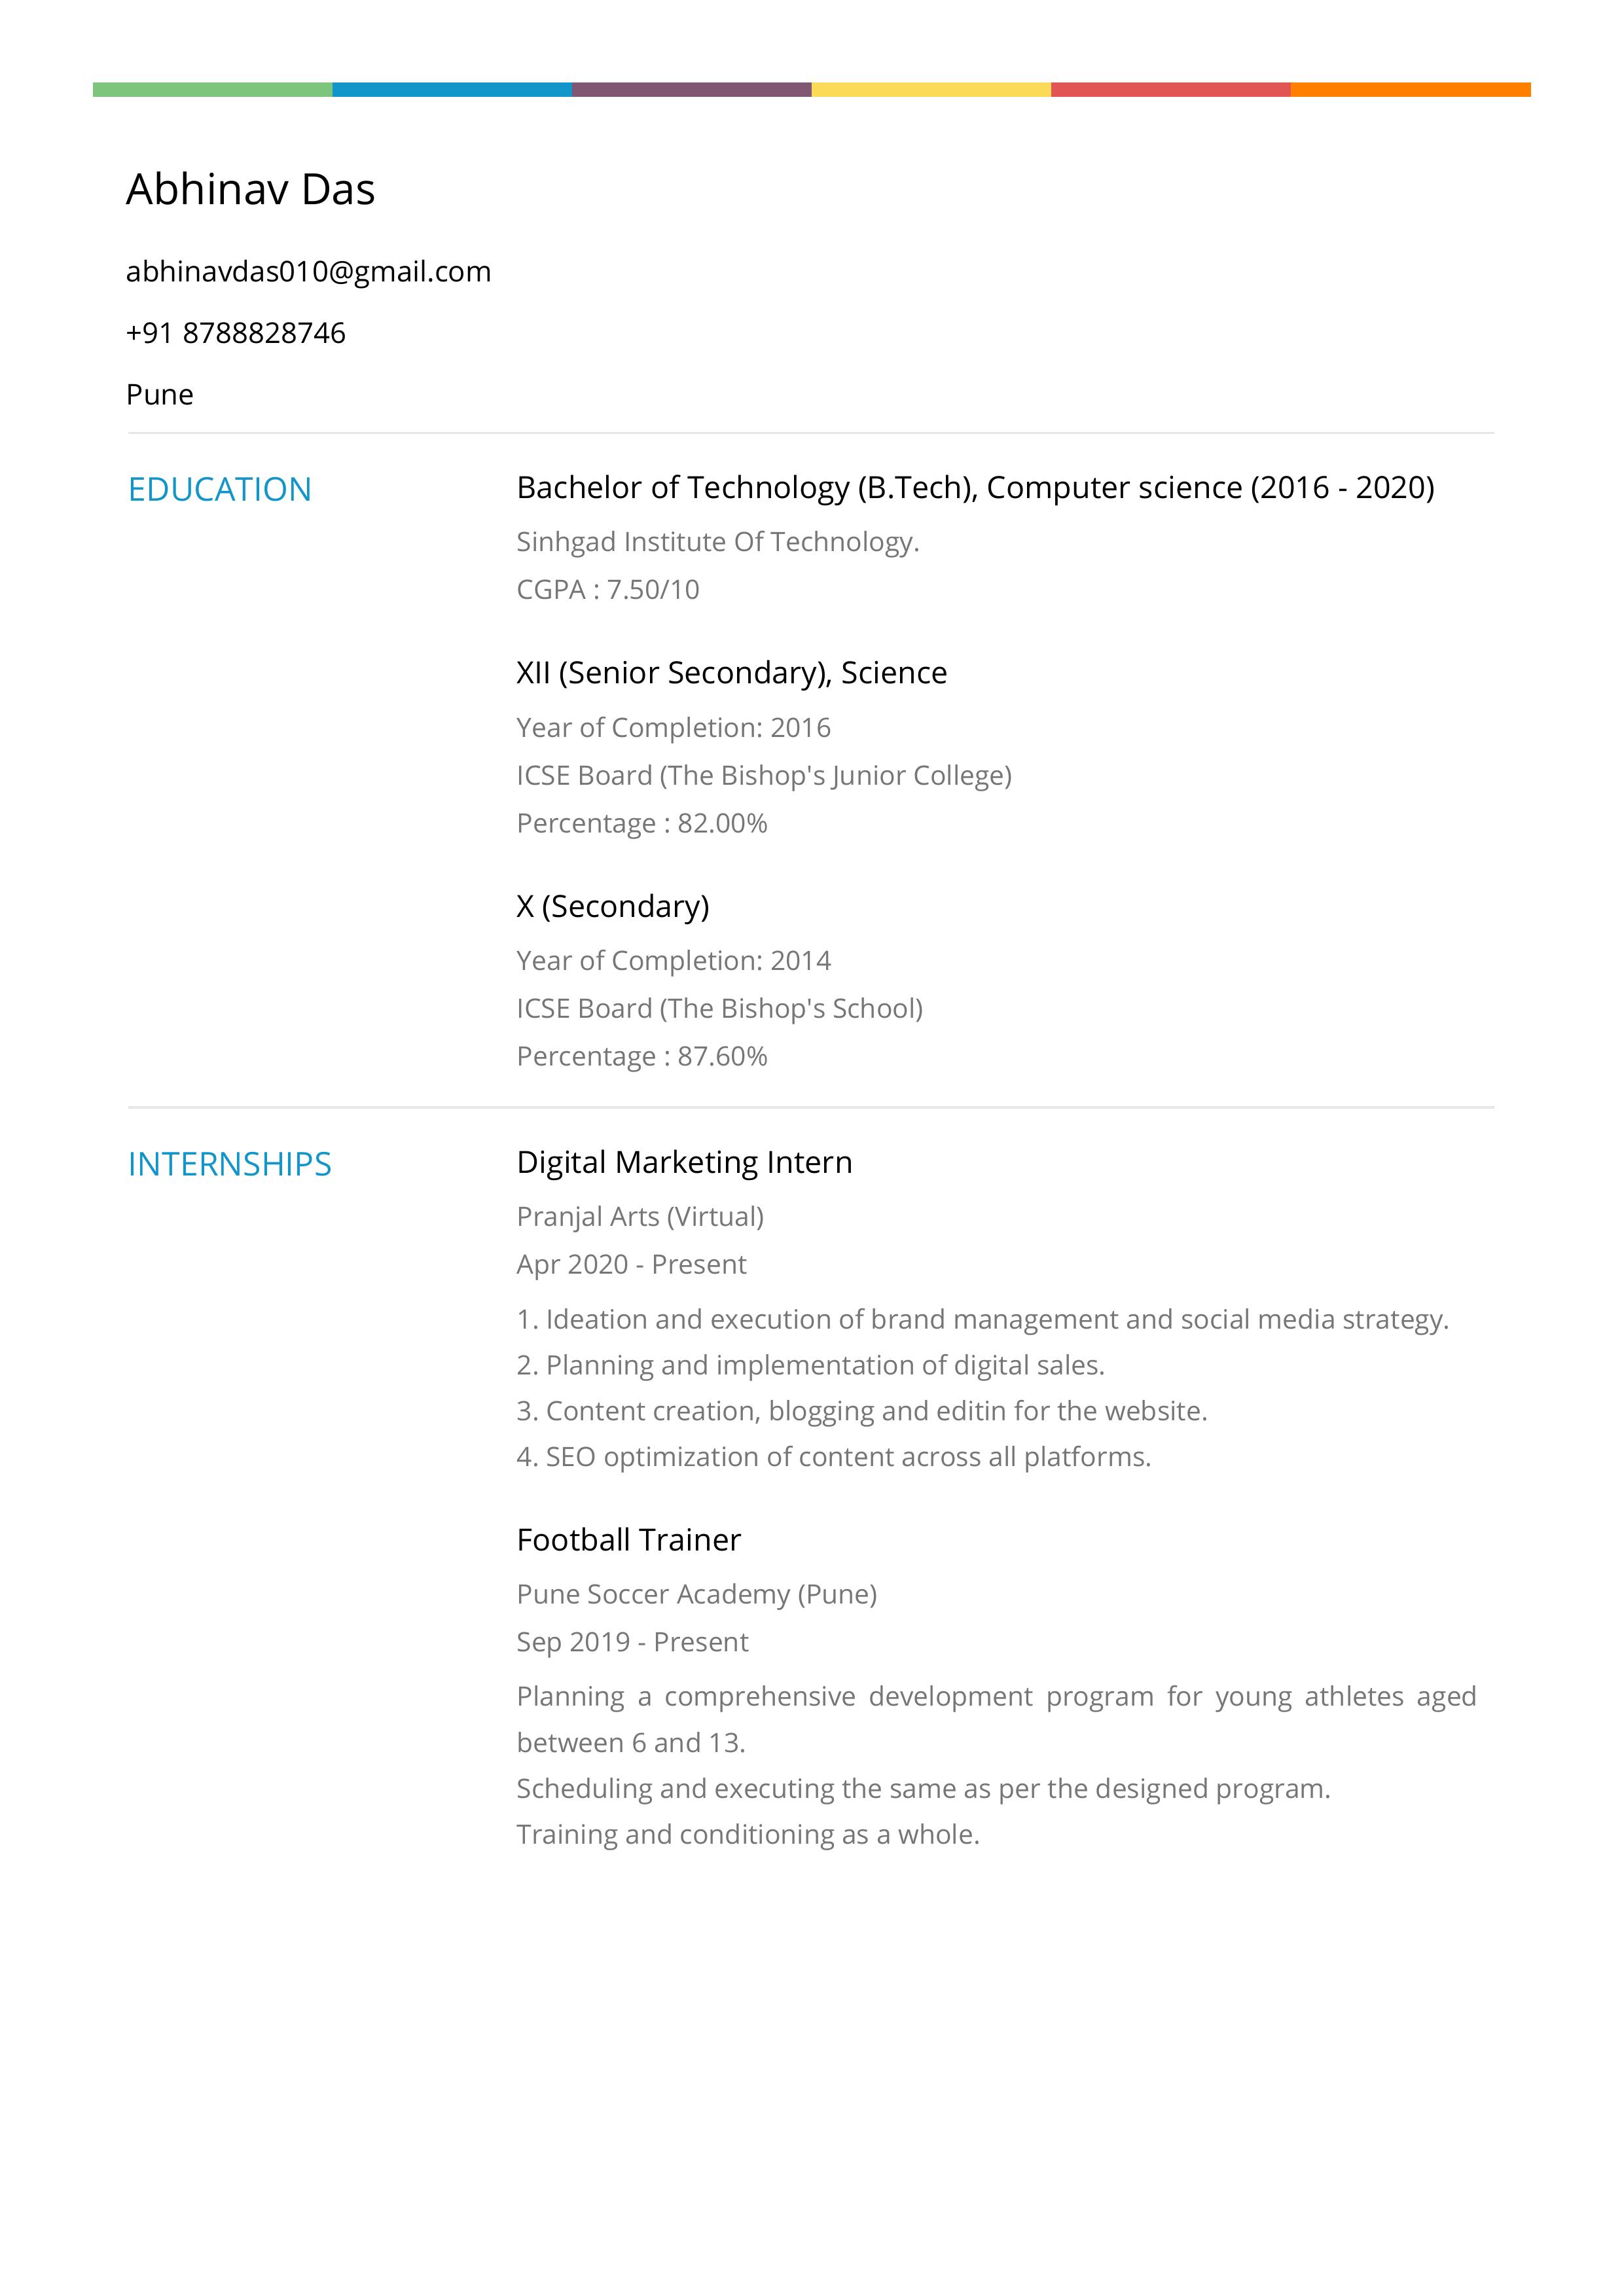 Abhinav Das
abhinavdas010@gmail.com
+91 8788828746
Pune
EDUCATION
Bachelor of Technology (B.Tech), Computer science (2016 - 2020)
Sinhgad Institute Of Technology.
CGPA : 7.50/10
XII (Senior Secondary), Science
Year of Completion: 2016
ICSE Board (The Bishop's Junior College)
Percentage : 82.00%
X (Secondary)
Year of Completion: 2014
ICSE Board (The Bishop's School)
Percentage : 87.60%
INTERNSHIPS
Digital Marketing Intern
Pranjal Arts (Virtual)
Apr 2020 - Present
1. Ideation and execution of brand management and social media strategy.
2. Planning and implementation of digital sales.
3. Content creation, blogging and editin for the website.
4. SEO optimization of content across all platforms.
Football Trainer
Pune Soccer Academy (Pune)
Sep 2019 - Present
Planning a comprehensive development program for young athletes aged
between 6 and 13.
Scheduling and executing the same as per the designed program.
Training and conditioning as a whole.